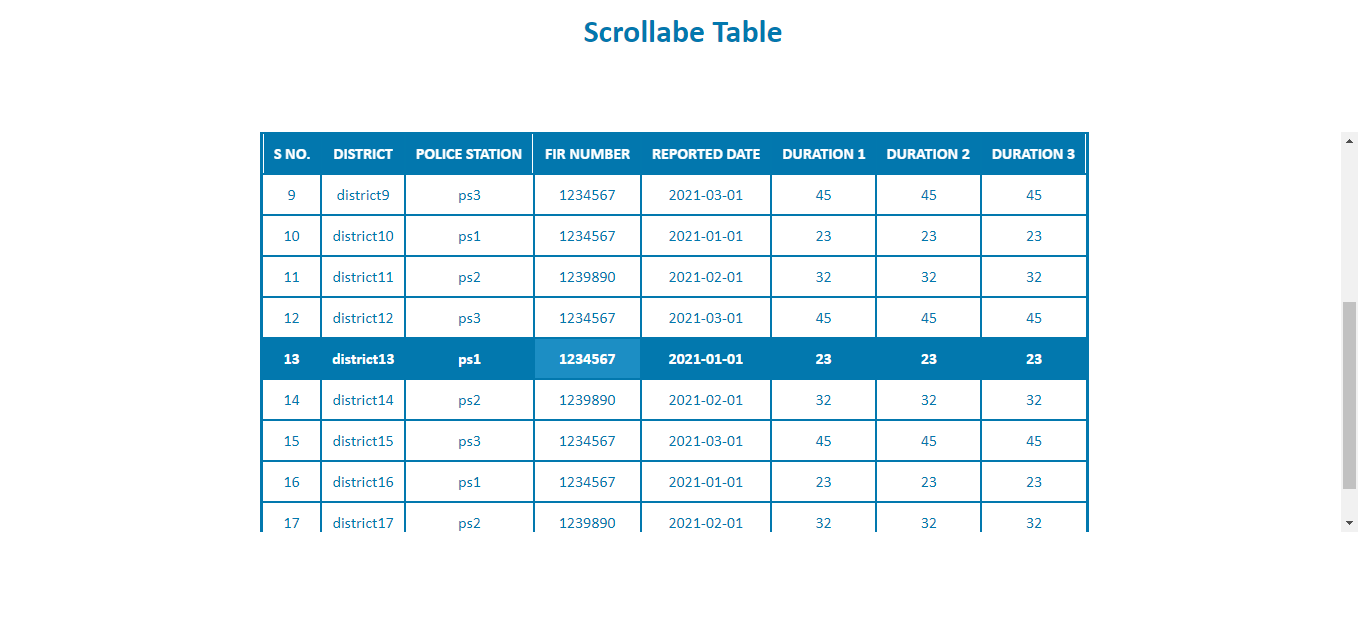 Scrollabe Table
S NO. DISTRICT POLICE STATION FIR NUMBER REPORTED DATE DURATION 1 DURATION 2 DURATION 3
9 district9 ps3 1234567 2021-03-01 45 45 45
10 district10 ps1 1234567 2021-01-01 23 23 23
11 district11 ps2 1239890 2021-02-01 32 32 32
12 district12 ps3 1234567 2021-03-01 45 45 45
13 district13 ps1 1234567 2021-01-01 23 23 23
14 district14 ps2 1239890 2021-02-01 32 32 32
15 district15 ps3 1234567 2021-03-01 45 45 45
16 district16 ps1 1234567 2021-01-01 23 23 23
17 district17 ps2 1239890 2021-02-01 32 32 32